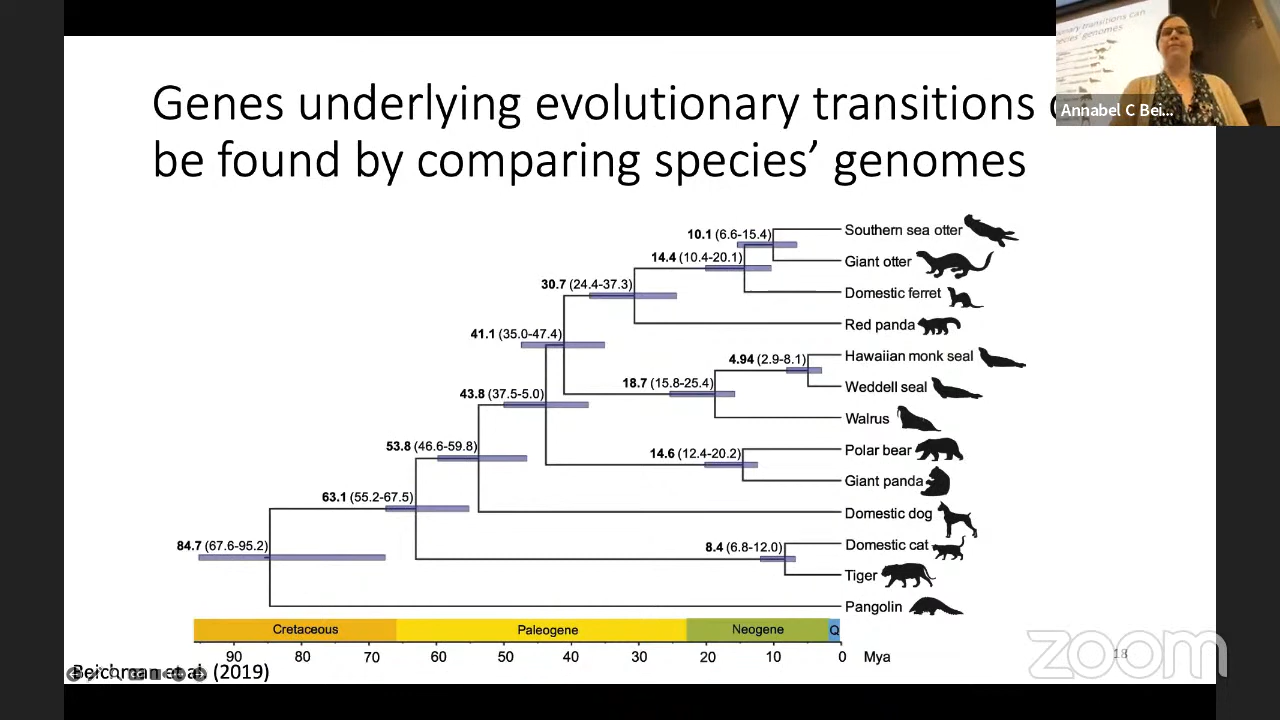 Genes underlying evolutionary transitions
be found by comparing species’ genomes
Annabel C Bei...
10.1 (6.6-15.4)
Southern sea otter
14.4 (10.4-20.1)
Giant otter
30.7 (24.4-37.3)
Domestic ferret
Red panda
41.1 (35.0-47.4)
4.94 (2.9-8.1)
Hawaiian monk seal
18.7 (15.8-25.4)
Weddell seal
43.8 (37.5-5.0)
Walrus
53.8 (46.6-59.8)
14.6 (12.4-20.2)
Polar bear
Giant panda
63.1 (55.2-67.5)
Domestic dog
84.7 (67.6-95.2)
8.4 (6.8-12.0)
Domestic cat
Tiger
Pangolin
Cretaceous Paleogene Neogene Q
90 80 70 60 50 40 30 20 10 0 Mya
Beichman et al. (2019)
18
zoom